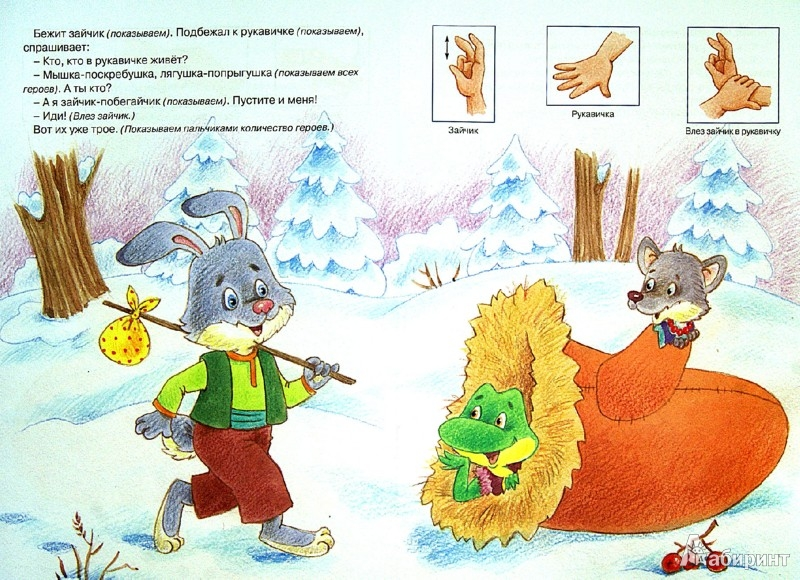 Бежит зайчик (показываем). Подбежал к рукавичке (показываем),
спрашивает:
– Кто, кто в рукавичке живёт?
– Мышка-поскребушка, лягушка-попрыгушка (показываем всех
героев). А ты кто?
– А я зайчик-побегайчик (показываем). Пустите и меня!
– Иди! (Влез зайчик.)
Вот их уже трое. (Показываем пальчиками количество героев.)
Зайчик
Рукавичка
Влез зайчик в рукавичку
Лабиринт